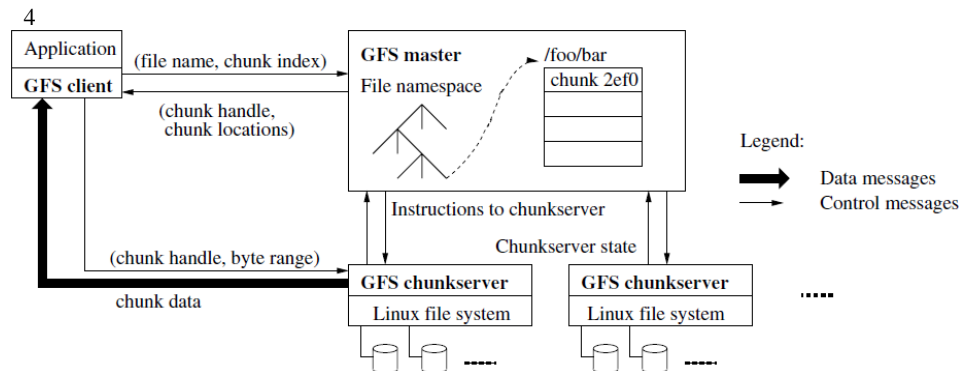 4
Application
GFS client
(file name, chunk index)
(chunk handle,
chunk locations)
GFS master
File namespace
/foo/bar
chunk 2ef0
Legend:
Data messages
Control messages
Instructions to chunkserver
Chunkserver state
(chunk handle, byte range)
chunk data
GFS chunkserver
Linux file system
GFS chunkserver
Linux file system